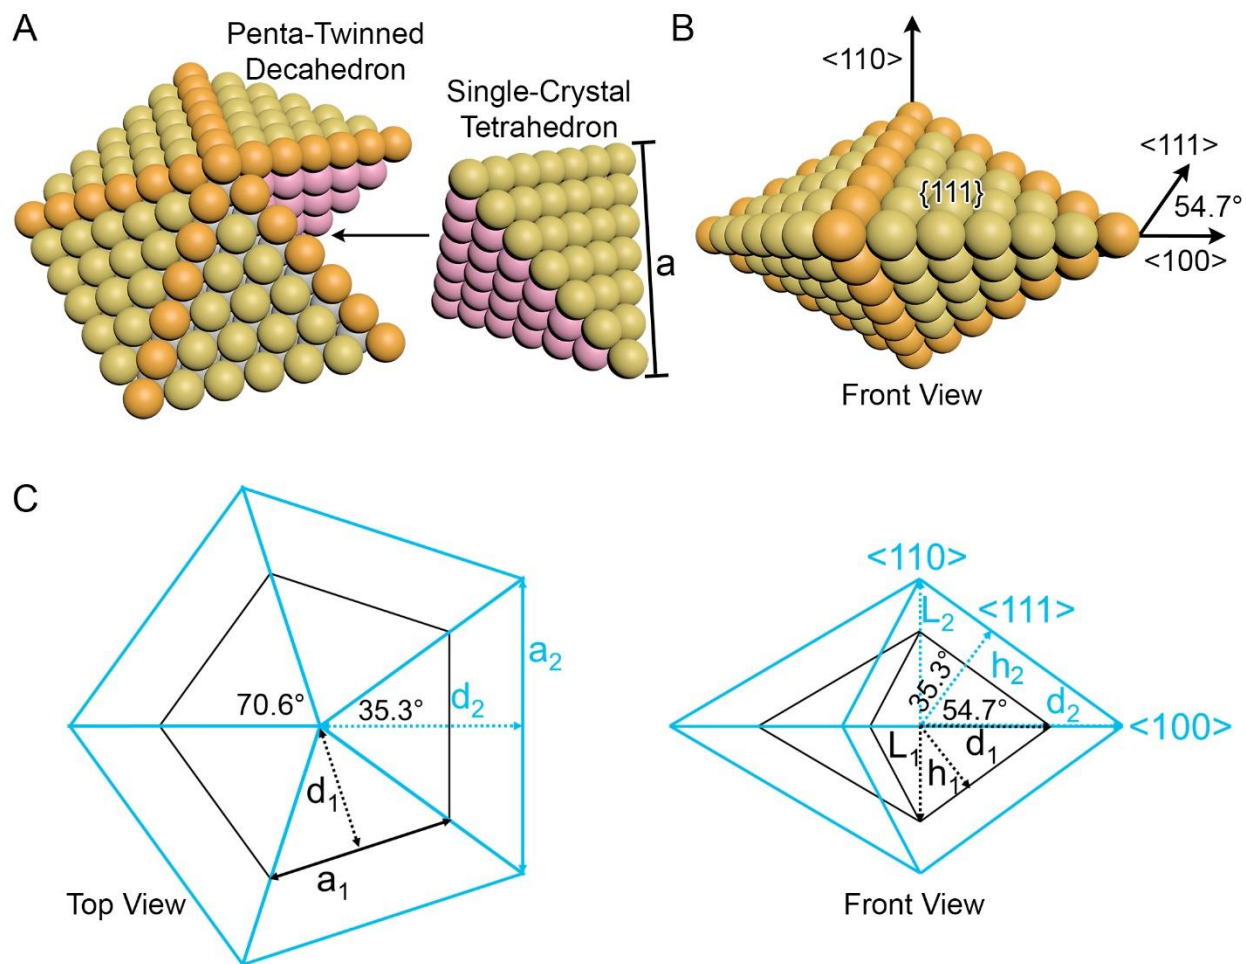 A
Penta-Twinned
Decahedron
Single-Crystal
Tetrahedron
a
B
<110>
<111>
{111}
54.7°
<100>
Front View
C
70.6°
35.3°
d₂
a₂
d₁
a₁
Top View
<110>
<111>
L₂
35.3°
h₂
54.7°
d₂
<100>
L₁
h₁
d₁
Front View